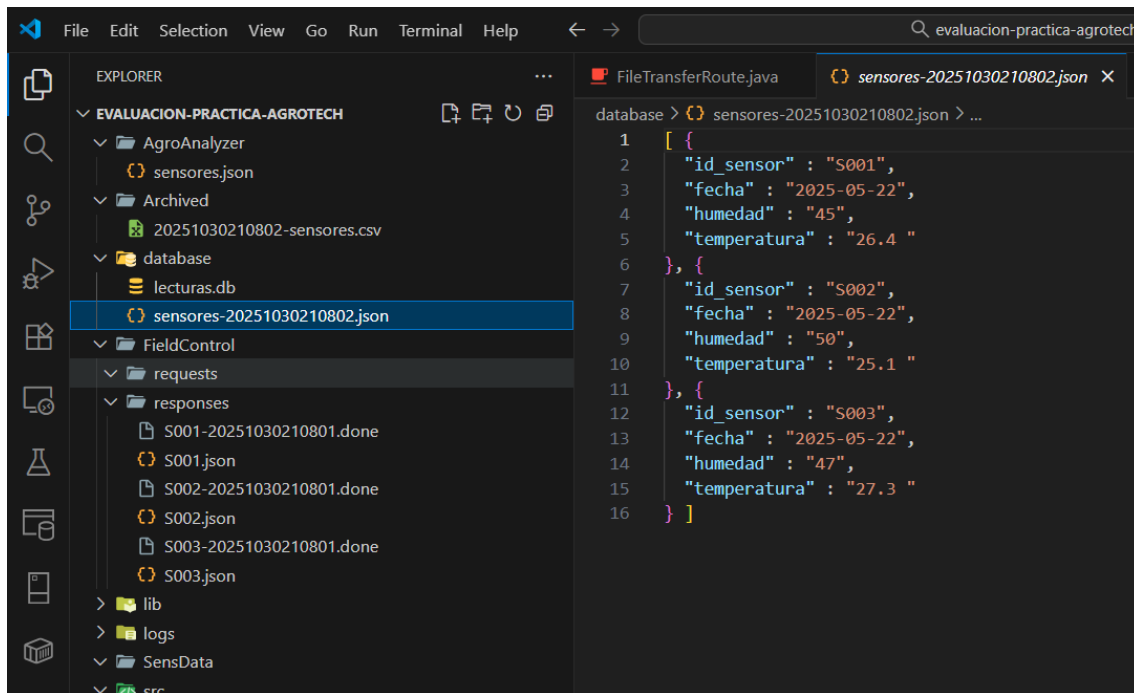 File Edit Selection View Go Run Terminal Help
evaluacion-practica-agrotech
EXPLORER
EVALUACION-PRACTICA-AGROTECH
AgroAnalyzer
sensores.json
Archived
20251030210802-sensores.csv
database
lecturas.db
sensores-20251030210802.json
FieldControl
requests
responses
S001-20251030210801.done
S001.json
S002-20251030210801.done
S002.json
S003-20251030210801.done
S003.json
lib
logs
SensData
src
FileTransferRoute.java
{} sensores-20251030210802.json
database > {} sensores-20251030210802.json > ...
1 [ {
2 "id_sensor" : "S001",
3 "fecha" : "2025-05-22",
4 "humedad" : "45",
5 "temperatura" : "26.4 "
6 }, {
7 "id_sensor" : "S002",
8 "fecha" : "2025-05-22",
9 "humedad" : "50",
10 "temperatura" : "25.1 "
11 }, {
12 "id_sensor" : "S003",
13 "fecha" : "2025-05-22",
14 "humedad" : "47",
15 "temperatura" : "27.3 "
16 } ]